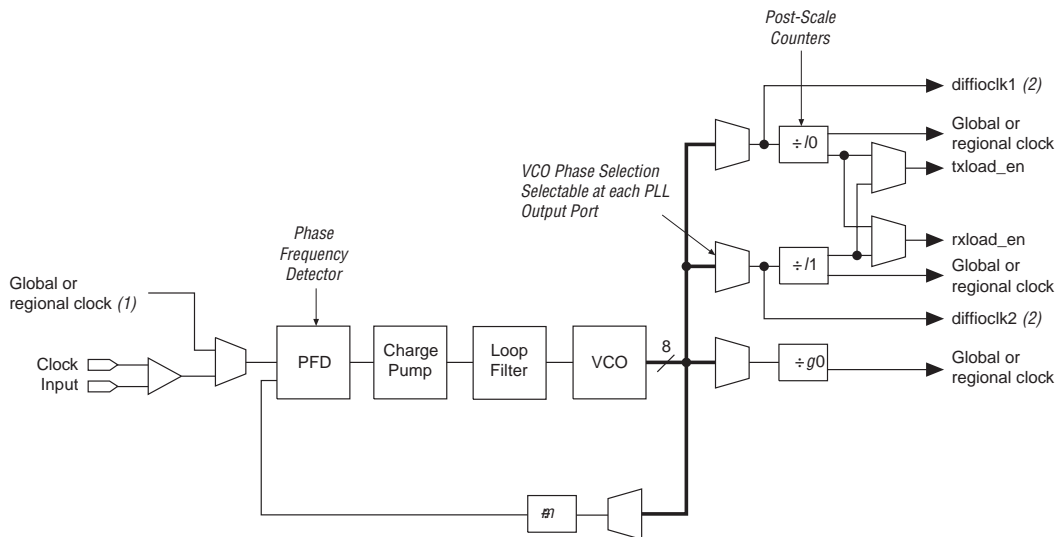 Post-Scale
Counters
diffioclk1 (2)
Global or
regional clock
÷l0
txload_en
VCO Phase Selection
Selectable at each PLL
Output Port
rxload_en
÷l1
Global or
regional clock
Phase
Frequency
Detector
Global or
regional clock (1)
diffioclk2 (2)
8
Clock
Input
PFD
Charge
Pump
Loop
Filter
VCO
÷g0
Global or
regional clock